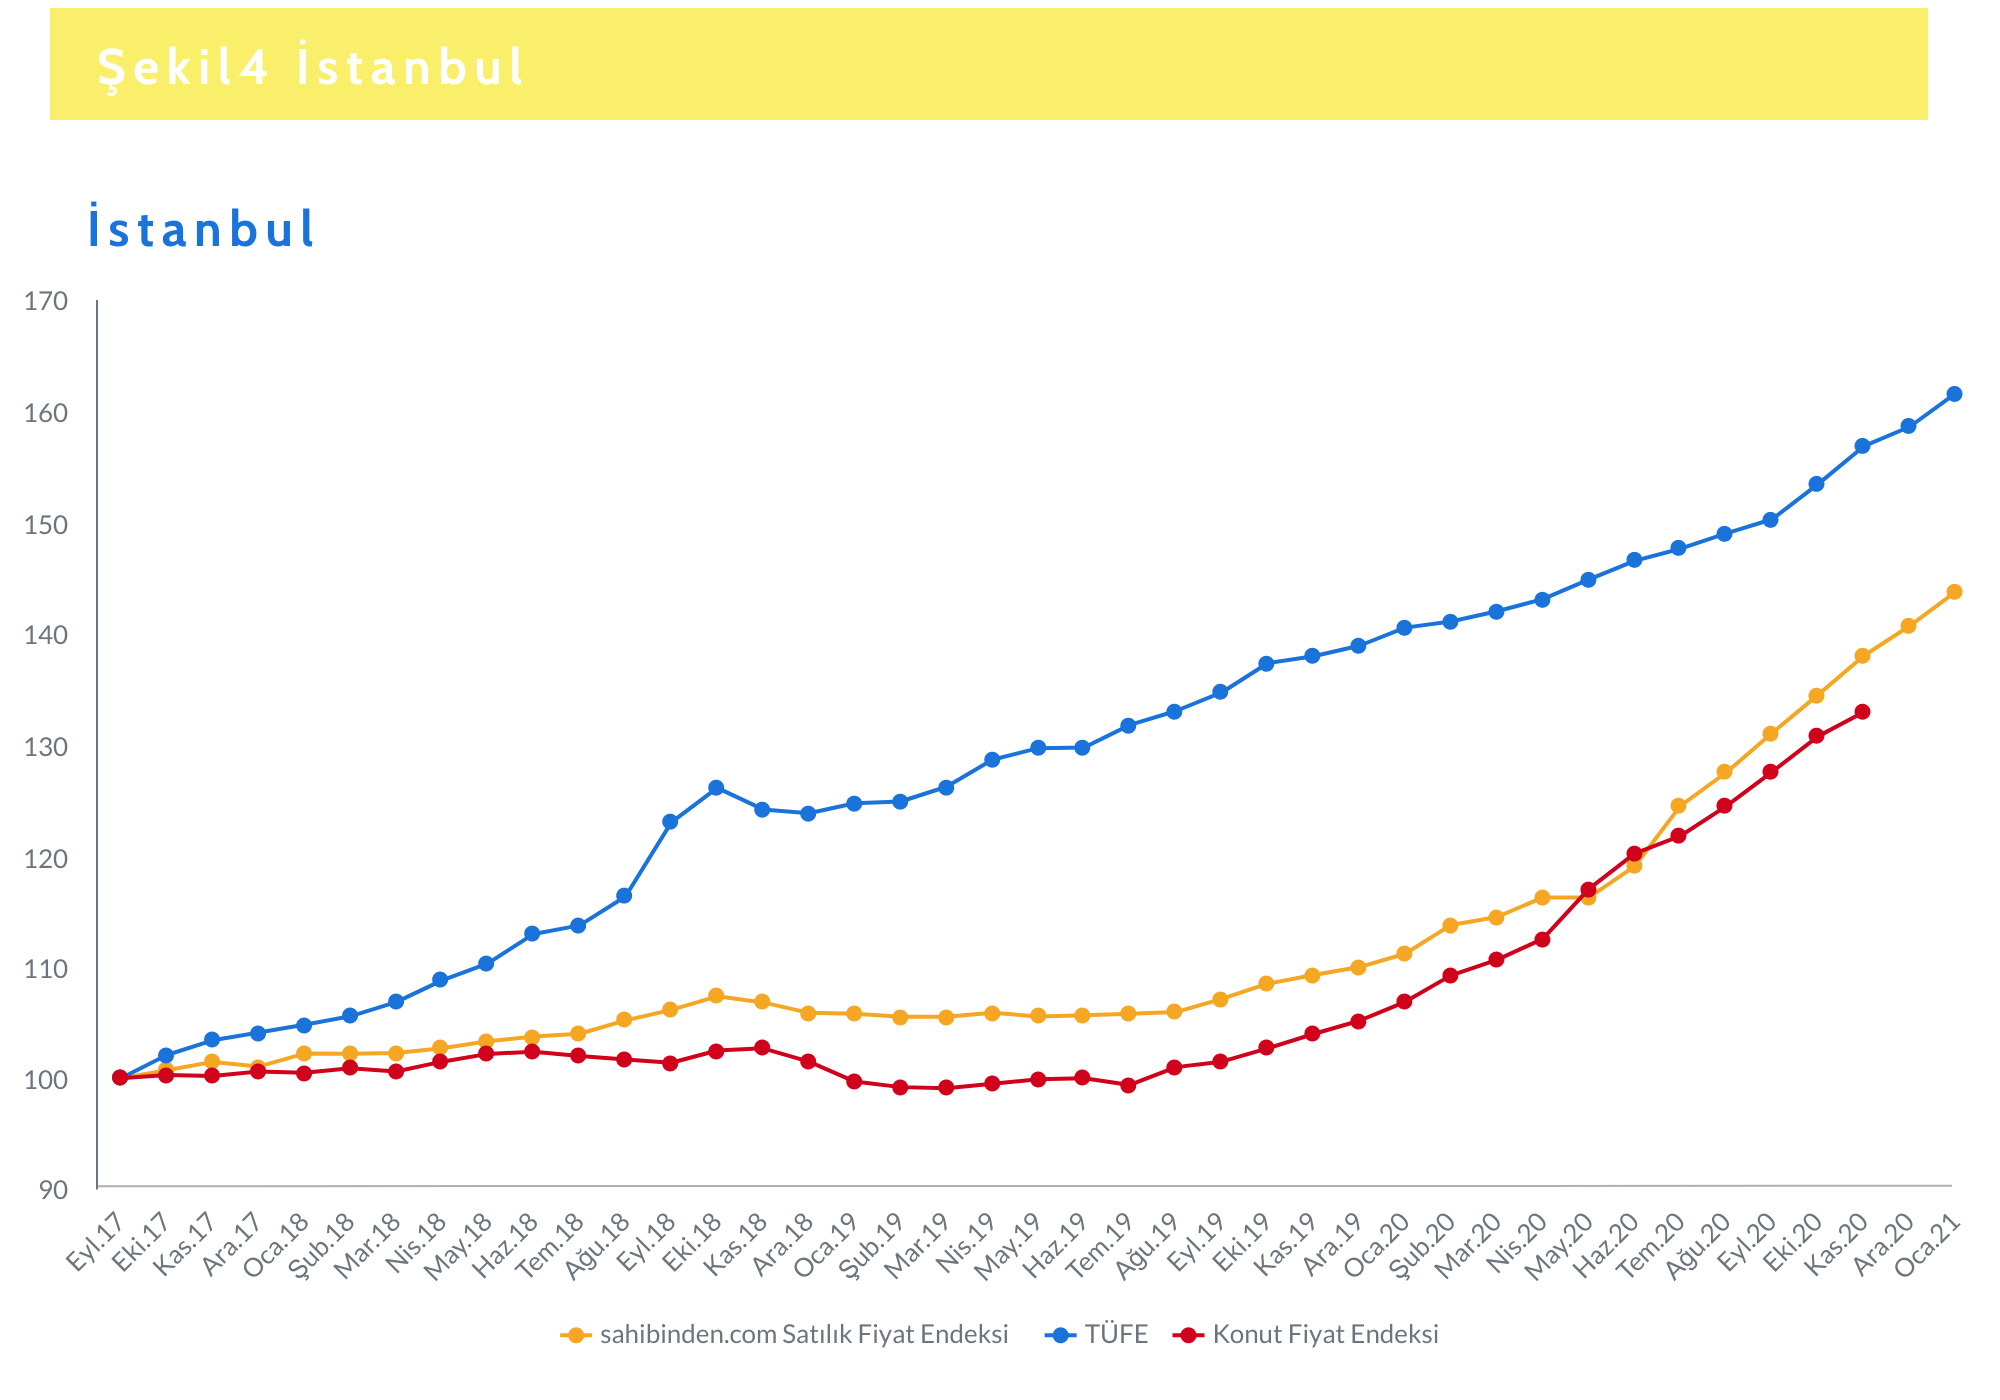 Şekil4 İstanbul
İstanbul
170
160
150
140
130
120
110
100
90
Eyl.17
Eki.17
Kas.17
Ara.17
Oca.18
Şub.18
Mar.18
Nis.18
May.18
Haz.18
Tem.18
Ağu.18
Eyl.18
Eki.18
Kas.18
Ara.18
Oca.19
Şub.19
Mar.19
Nis.19
May.19
Haz.19
Tem.19
Ağu.19
Eyl.19
Eki.19
Kas.19
Ara.19
Oca.20
Şub.20
Mar.20
Nis.20
May.20
Haz.20
Tem.20
Ağu.20
Eyl.20
Eki.20
Kas.20
Ara.20
Oca.21
sahibinden.com Satılık Fiyat Endeksi TÜFE Konut Fiyat Endeksi